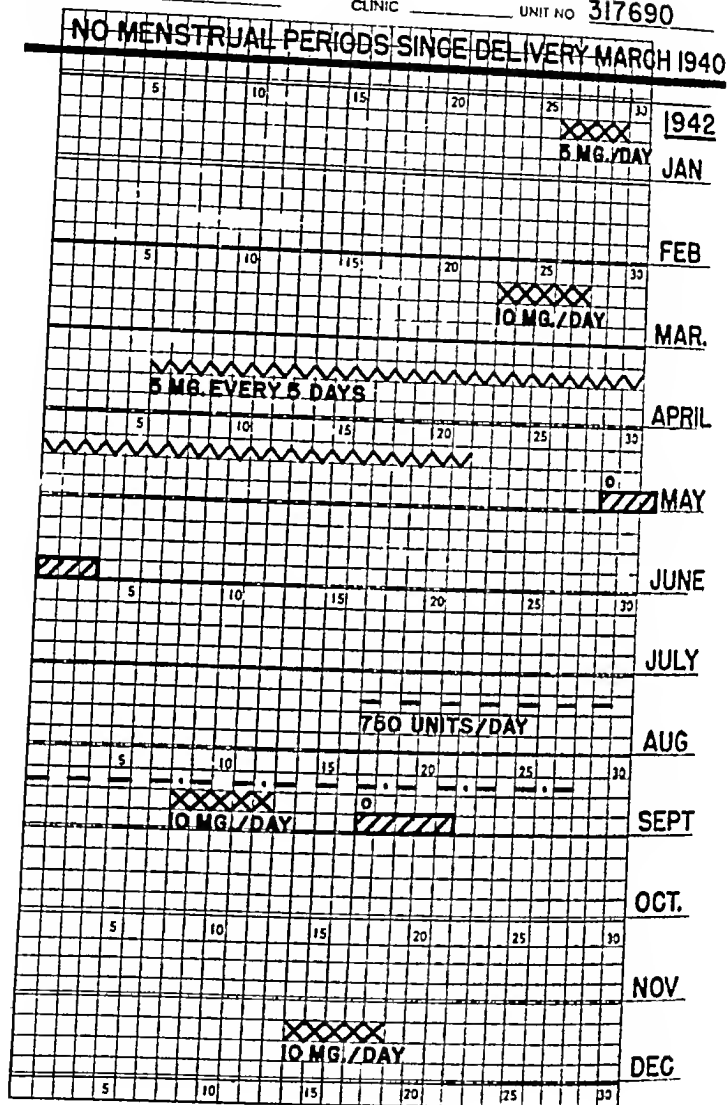 CLINIC UNIT NO 317690
NO MENSTRUAL PERIODS SINCE DELIVERY MARCH 1940
5 10 15 20 25 30
1942
5 MG./DAY
JAN
FEB
5 10 15 20 25 30
10 MG./DAY
MAR.
5 MG. EVERY 5 DAYS
APRIL
5 10 15 20 25 30
MAY
JUNE
5 10 15 20 25 30
JULY
750 UNITS/DAY
AUG
5 10 15 20 25 30
10 MG./DAY
SEPT
OCT.
5 10 15 20 25 30
NOV
10 MG./DAY
DEC
5 10 15 20 25 30